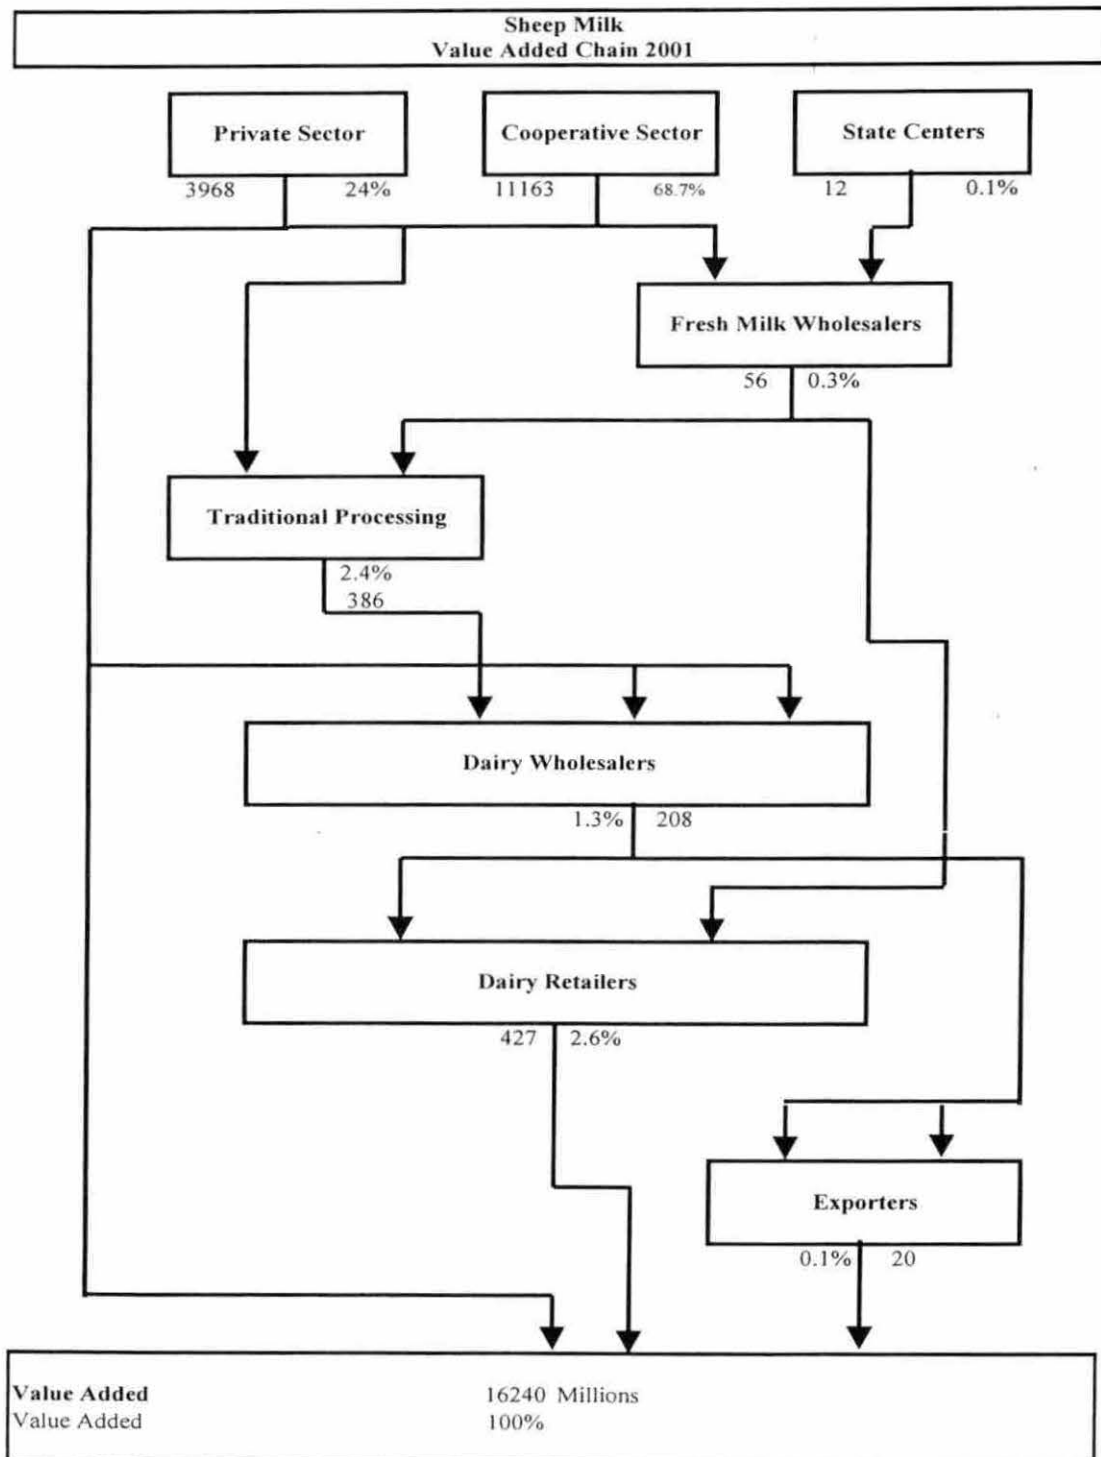 Sheep Milk
Value Added Chain 2001
Private Sector
Cooperative Sector
State Centers
3968 24%
11163 68.7%
12 0.1%
Fresh Milk Wholesalers
56 0.3%
Traditional Processing
2.4%
386
Dairy Wholesalers
1.3% 208
Dairy Retailers
427 2.6%
Exporters
0.1% 20
Value Added 16240 Millions
Value Added 100%